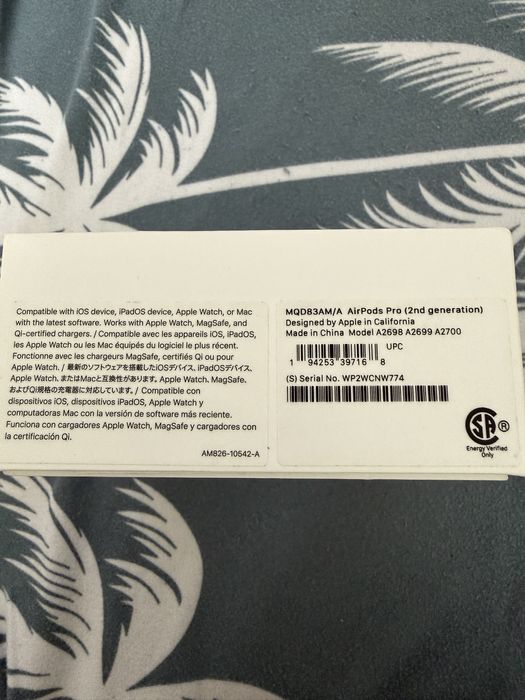 Compatible with iOS device, iPadOS device, Apple Watch, or Mac
with the latest software. Works with Apple Watch, MagSafe, and
Qi-certified chargers. / Compatible avec les appareils iOS, iPadOS,
les Apple Watch ou les Mac équipés du logiciel le plus récent.
Fonctionne avec les chargeurs MagSafe, certifiés Qi ou pour
Apple Watch. / 最新のソフトウェアを搭載したiOSデバイス、iPadOSデバイス、
Apple Watch、またはMacと互換性があります。Apple Watch、MagSafe、
およびQi規格の充電器に対応しています。/ Compatible con
dispositivos iOS, dispositivos iPadOS, Apple Watch y
computadoras Mac con la versión de software más reciente.
Funciona con cargadores Apple Watch, MagSafe y cargadores con
la certificación Qi.
AM826-10542-A
MQD83AM/A AirPods Pro (2nd generation)
Designed by Apple in California
Made in China Model A2698 A2699 A2700
UPC
1 94253 39716 8
(S) Serial No. WP2WCNW774
SA ®
Energy Verified
Only